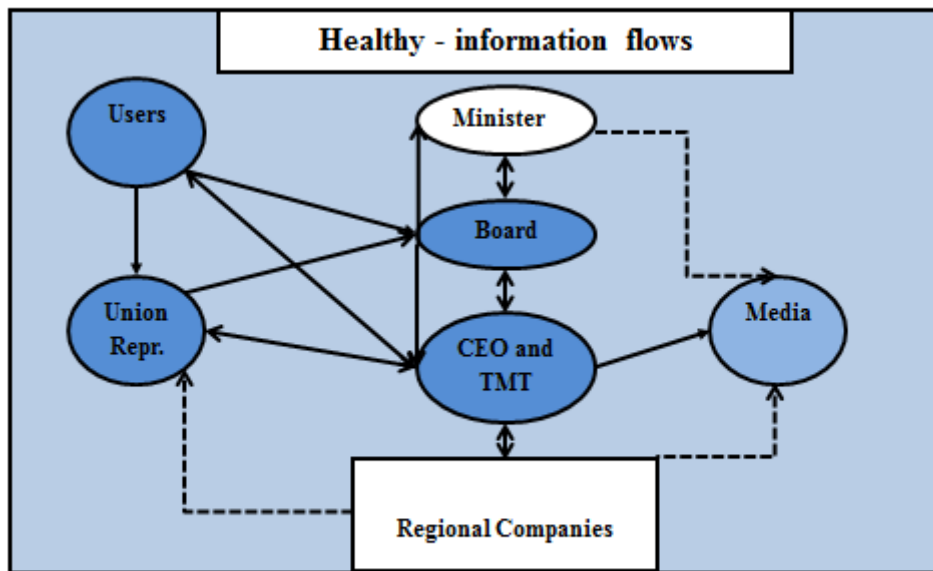 Healthy - information flows
Users
Minister
Board
Union
Repr.
CEO and
TMT
Media
Regional Companies